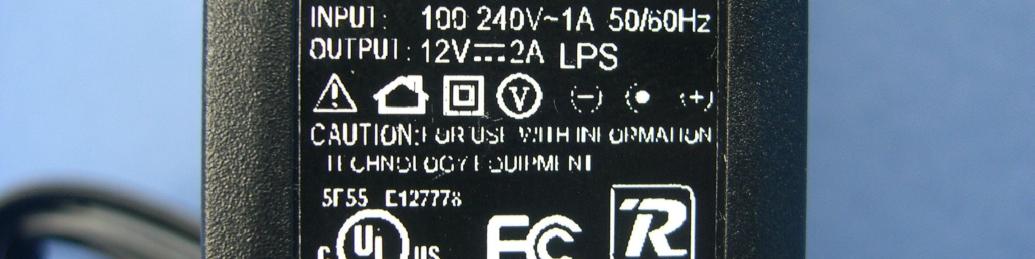 INPUT: 100 240V~1A 50/60Hz
OUTPUT: 12V⎓2A LPS
V (−) (+)
CAUTION: FOR USE WITH INFORMATION
TECHNOLOGY EQUIPMENT
5F55 E127778
C UL US FC R